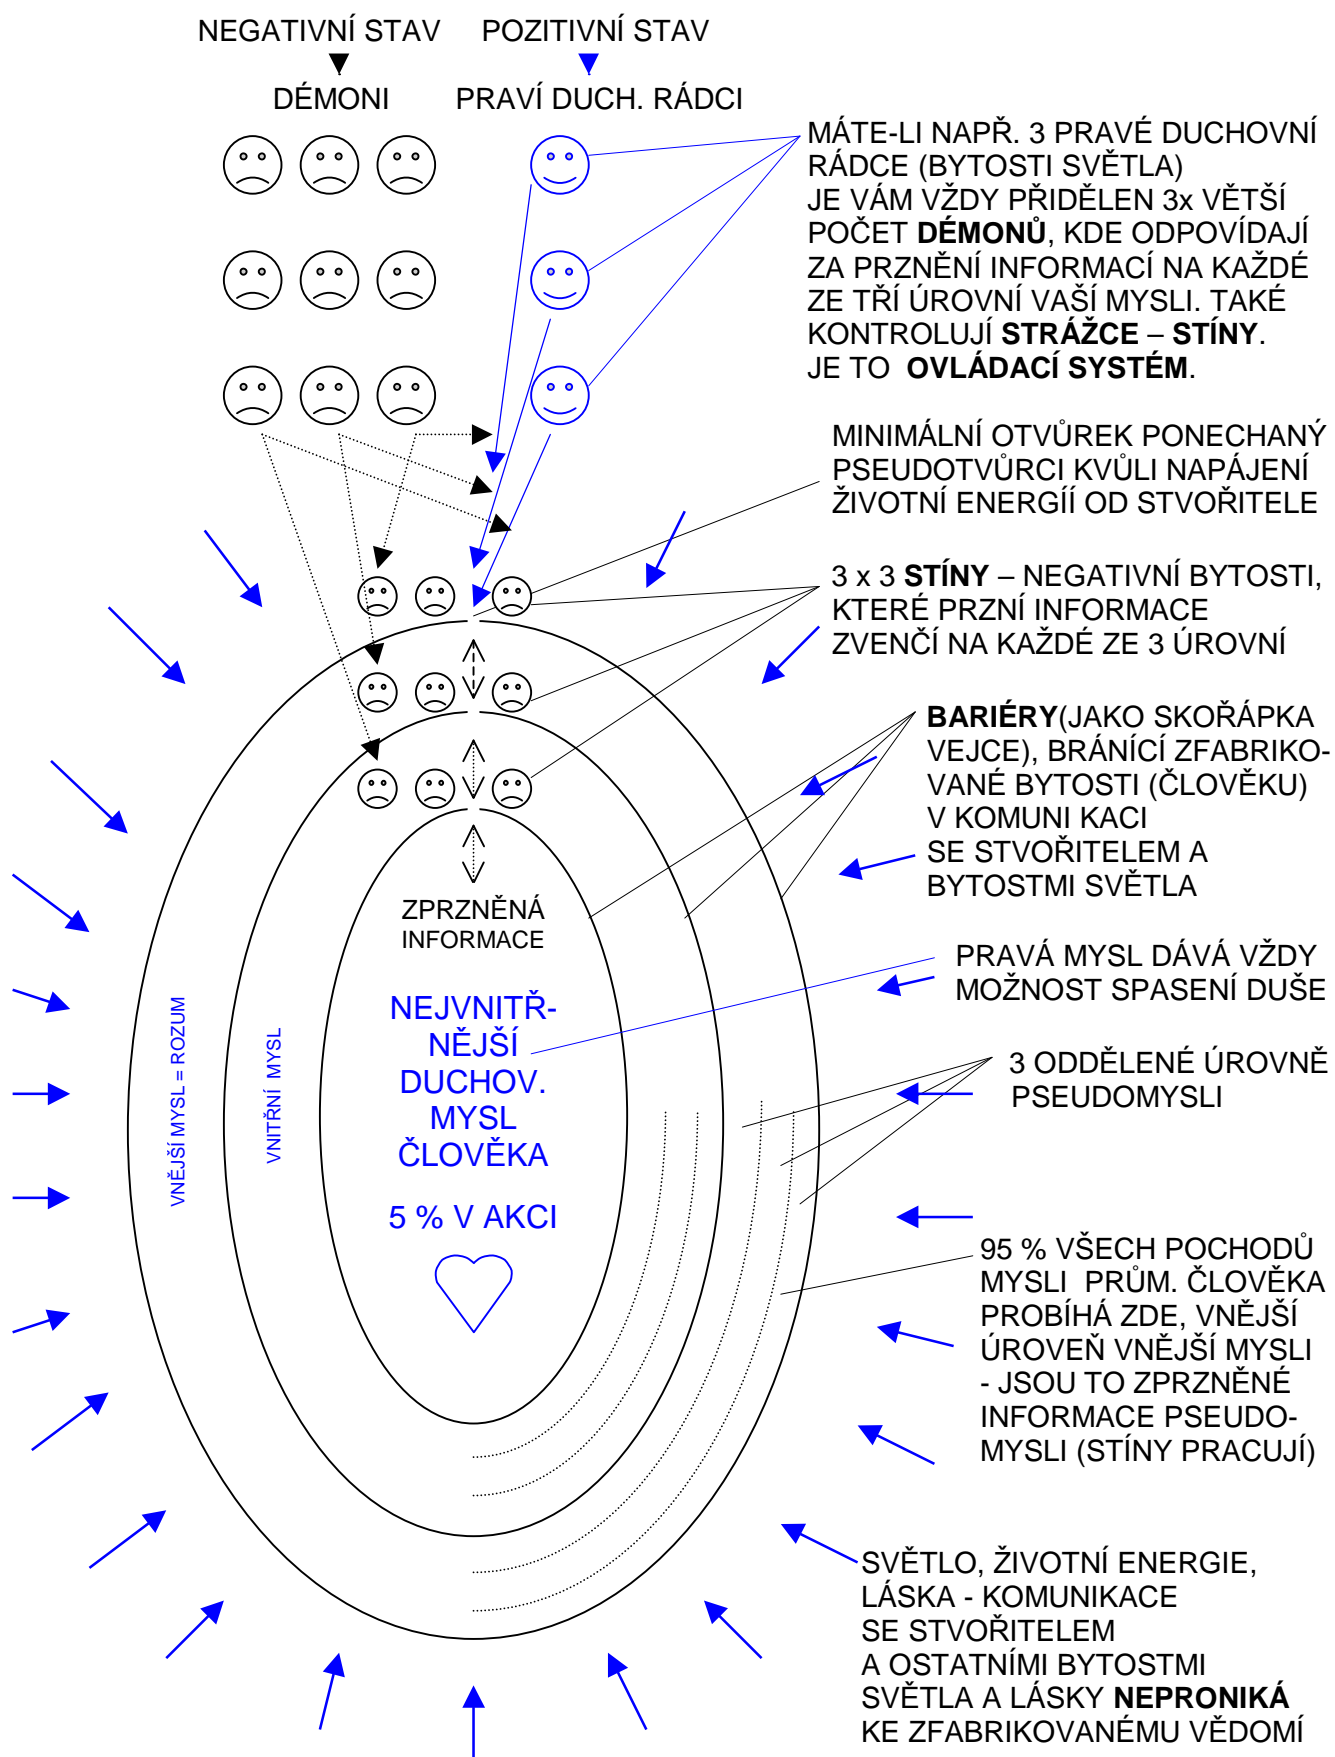 NEGATIVNÍ STAV
POZITIVNÍ STAV
DÉMONI
PRAVÍ DUCH. RÁDCI
MÁTE-LI NAPŘ. 3 PRAVÉ DUCHOVNÍ
RÁDCE (BYTOSTI SVĚTLA)
JE VÁM VŽDY PŘIDĚLEN 3x VĚTŠÍ
POČET DÉMONŮ, KDE ODPOVÍDAJÍ
ZA PRZNĚNÍ INFORMACÍ NA KAŽDÉ
ZE TŘÍ ÚROVNÍ VAŠÍ MYSLI. TAKÉ
KONTROLUJÍ STRÁŽCE – STÍNY.
JE TO OVLÁDACÍ SYSTÉM.
MINIMÁLNÍ OTVŮREK PONECHANÝ
PSEUDOTVŮRCI KVŮLI NAPÁJENÍ
ŽIVOTNÍ ENERGÍÍ OD STVOŘITELE
3 x 3 STÍNY – NEGATIVNÍ BYTOSTI,
KTERÉ PRZNÍ INFORMACE
ZVENČÍ NA KAŽDÉ ZE 3 ÚROVNÍ
BARIÉRY(JAKO SKOŘÁPKA
VEJCE), BRÁNÍCÍ ZFABRIKO-
VANÉ BYTOSTI (ČLOVĚKU)
V KOMUNI KACI
SE STVOŘITELEM A
BYTOSTMI SVĚTLA
ZPRZNĚNÁ
INFORMACE
PRAVÁ MYSL DÁVÁ VŽDY
MOŽNOST SPASENÍ DUŠE
NEJVNITŘ-
NĚJŠÍ
DUCHOV.
MYSL
ČLOVĚKA
5 % V AKCI
VNĚJŠÍ MYSL = ROZUM
VNITŘNÍ MYSL
3 ODDĚLENÉ ÚROVNĚ
PSEUDOMYSLI
95 % VŠECH POCHODŮ
MYSLI PRŮM. ČLOVĚKA
PROBÍHÁ ZDE, VNĚJŠÍ
ÚROVEŇ VNĚJŠÍ MYSLI
- JSOU TO ZPRZNĚNÉ
INFORMACE PSEUDO-
MYSLI (STÍNY PRACUJÍ)
SVĚTLO, ŽIVOTNÍ ENERGIE,
LÁSKA - KOMUNIKACE
SE STVOŘITELEM
A OSTATNÍMI BYTOSTMI
SVĚTLA A LÁSKY NEPRONIKÁ
KE ZFABRIKOVANÉMU VĚDOMÍ